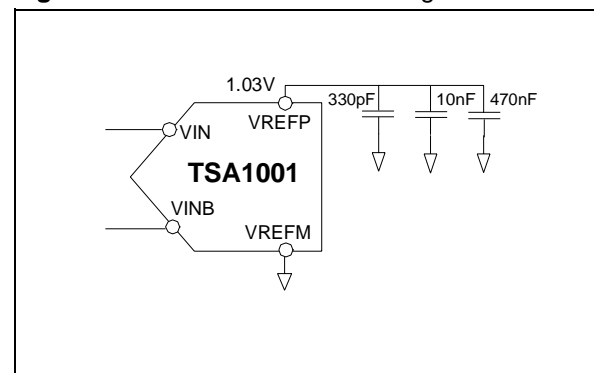 1.03V
330pF 10nF 470nF
VREFP
VIN
TSA1001
VINB
VREFM